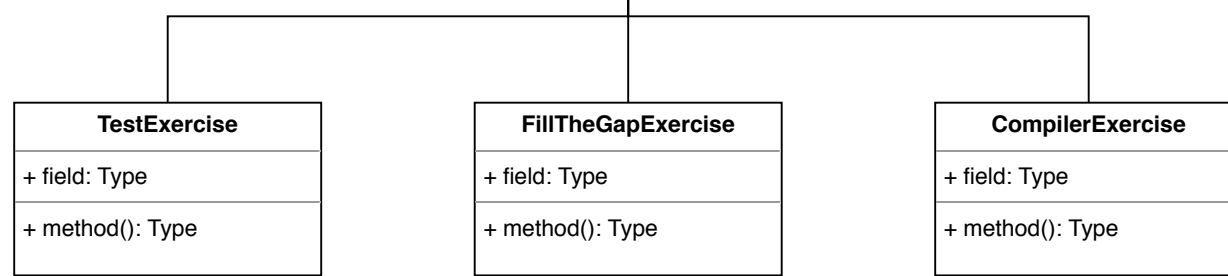 TestExercise
+ field: Type
+ method(): Type
FillTheGapExercise
+ field: Type
+ method(): Type
CompilerExercise
+ field: Type
+ method(): Type